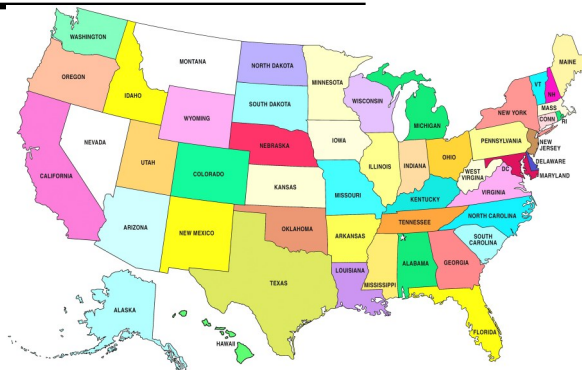 WASHINGTON
MONTANA
NORTH DAKOTA
MINNESOTA
MAINE
VT
NH
OREGON
IDAHO
WYOMING
SOUTH DAKOTA
WISCONSIN
MICHIGAN
NEW YORK
MASS
CONN
RI
NEVADA
UTAH
COLORADO
NEBRASKA
IOWA
ILLINOIS
INDIANA
OHIO
PENNSYLVANIA
NEW
JERSEY
DELAWARE
MARYLAND
DC
WEST
VIRGINIA
VIRGINIA
CALIFORNIA
KANSAS
MISSOURI
KENTUCKY
NORTH CAROLINA
TENNESSEE
SOUTH
CAROLINA
ARIZONA
NEW MEXICO
OKLAHOMA
ARKANSAS
TEXAS
LOUISIANA
MISSISSIPPI
ALABAMA
GEORGIA
FLORIDA
ALASKA
HAWAII